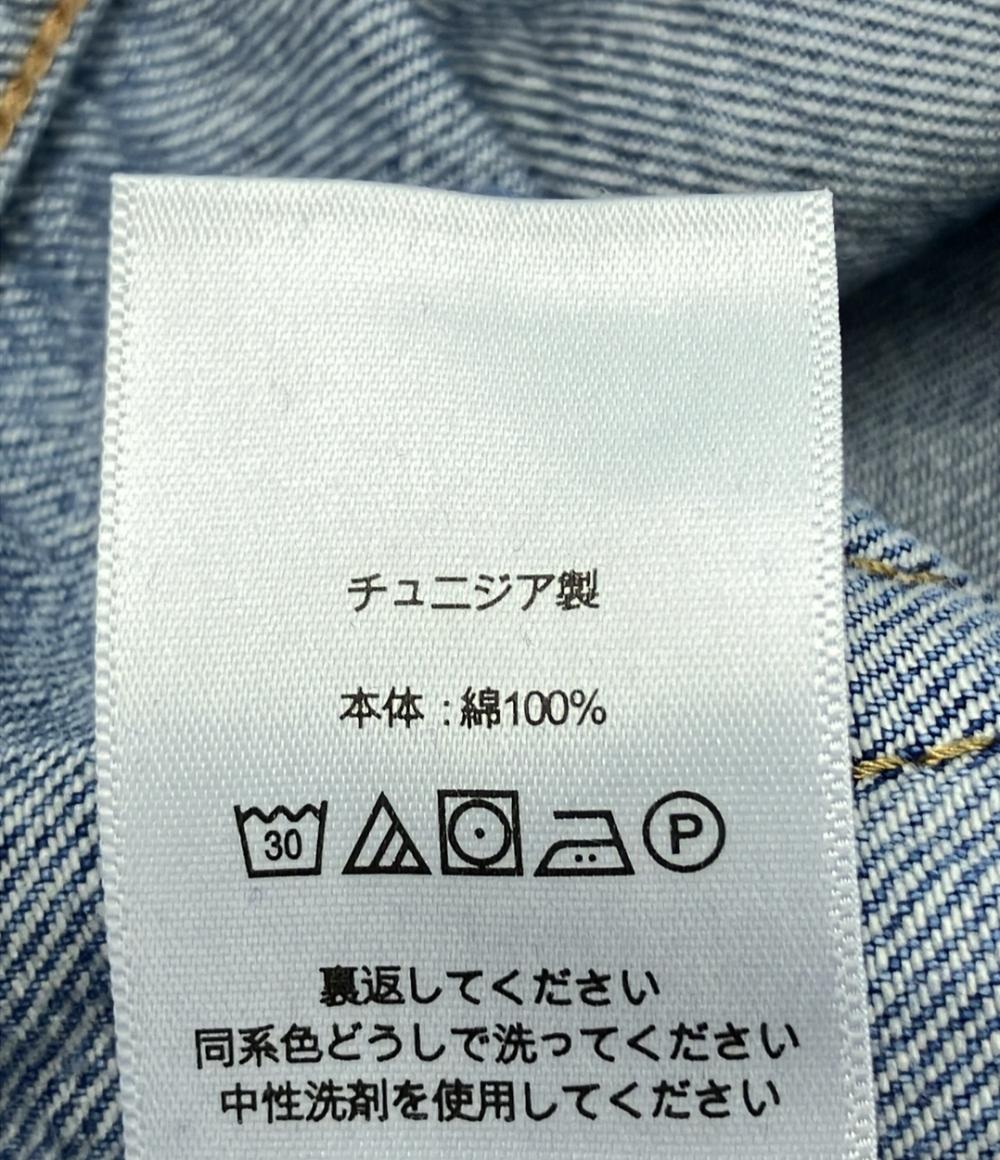 チュニジア製
本体 : 綿100%
30 P
裏返してください
同系色どうしで洗ってください
中性洗剤を使用してください